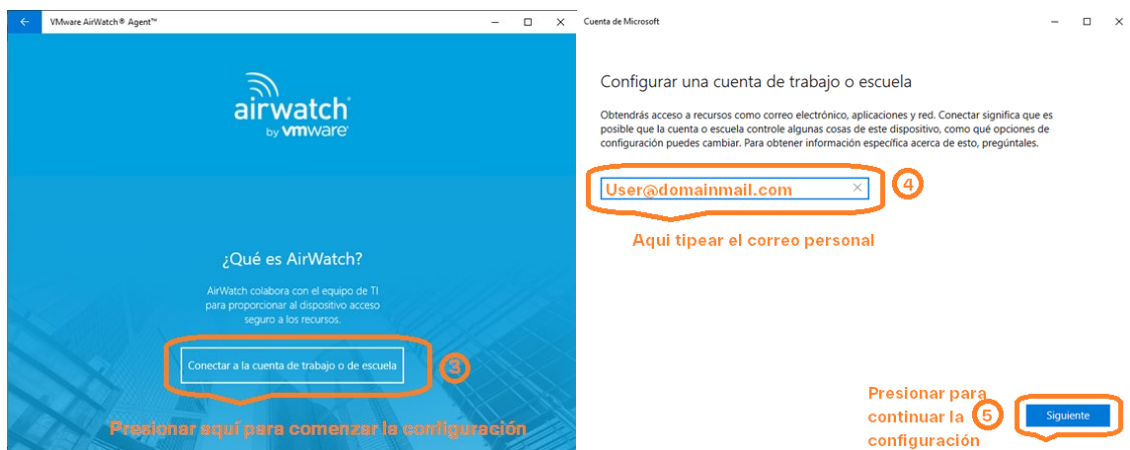 VMware AirWatch® Agent™
airwatch
by vmware
¿Qué es AirWatch?
AirWatch colabora con el equipo de TI
para proporcionar al dispositivo acceso
seguro a los recursos.
Conectar a la cuenta de trabajo o de escuela
3
Presionar aquí para comenzar la configuración
Cuenta de Microsoft
Configurar una cuenta de trabajo o escuela
Obtendrás acceso a recursos como correo electrónico, aplicaciones y red. Conectar significa que es
posible que la cuenta o escuela controle algunas cosas de este dispositivo, como qué opciones de
configuración puedes cambiar. Para obtener información específica acerca de esto, pregúntales.
User@domainmail.com
4
Aqui tipear el correo personal
Presionar para
continuar la
configuración
5
Siguiente